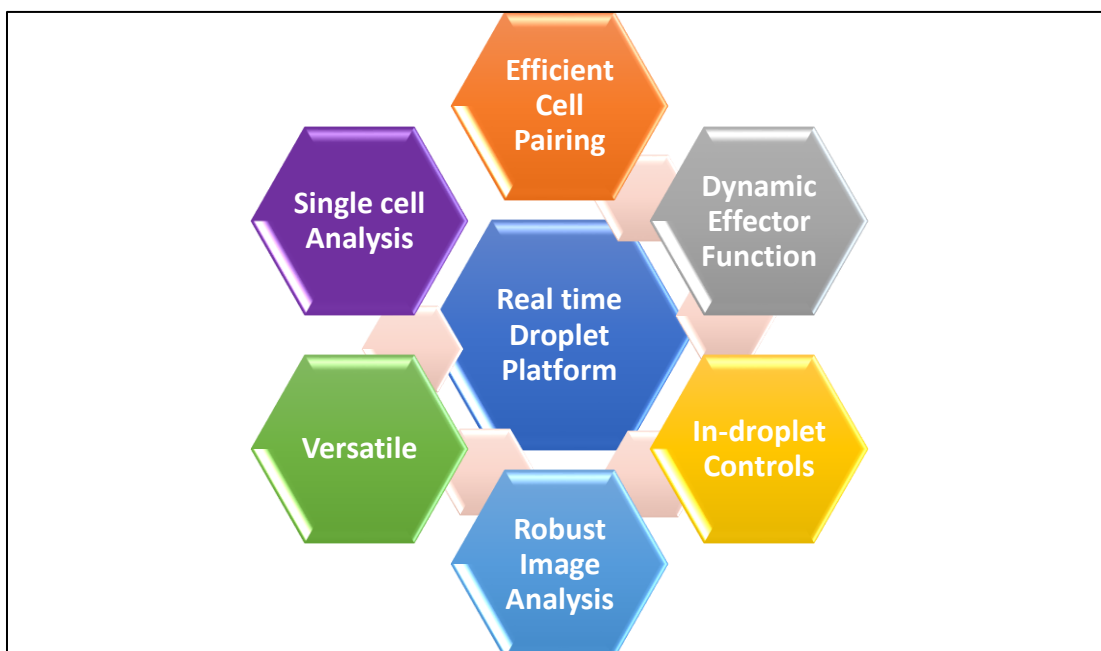 Efficient
Cell
Pairing
Single cell
Analysis
Dynamic
Effector
Function
Real time
Droplet
Platform
Versatile
In-droplet
Controls
Robust
Image
Analysis